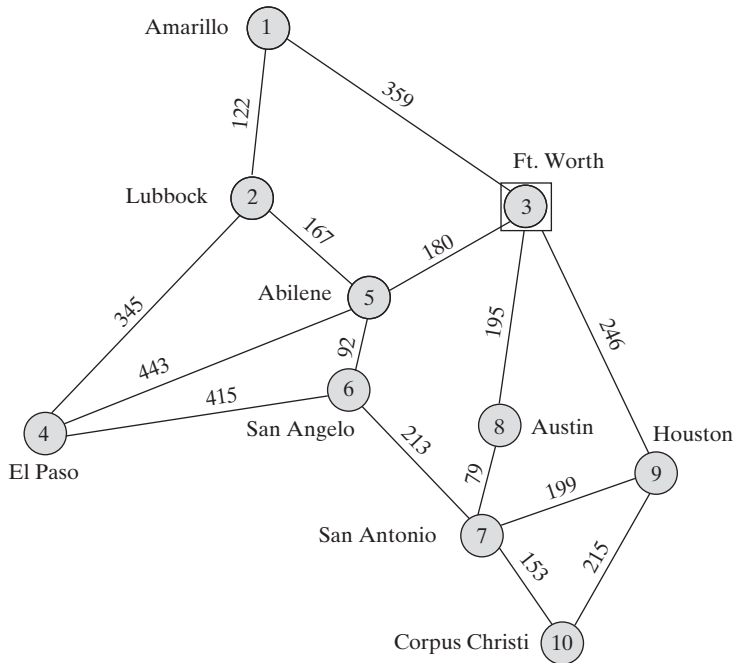 Amarillo
1
359
122
Ft. Worth
Lubbock
2
3
167
180
Abilene
5
345
195
246
443
92
415
6
4
San Angelo
8
Austin
Houston
213
El Paso
79
199
9
San Antonio
7
153
215
Corpus Christi
10